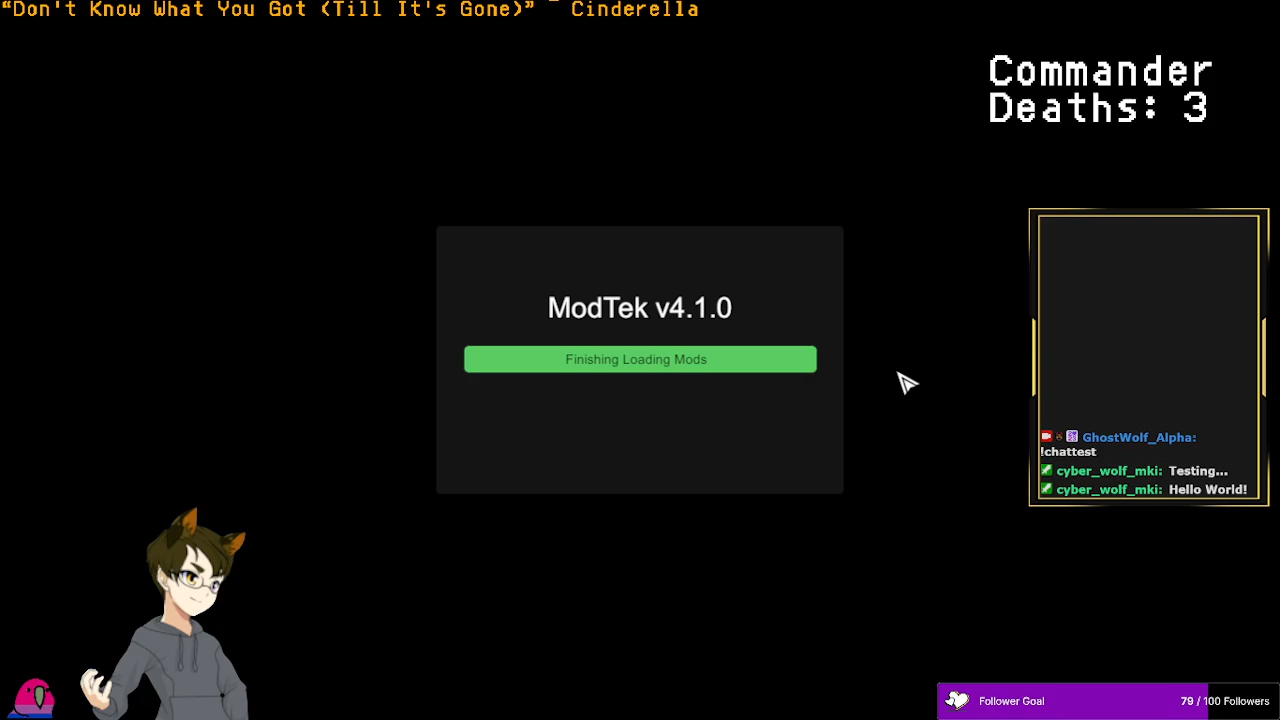 “Don't Know What You Got (Till It's Gone)” ~ Cinderella
Commander
Deaths: 3
ModTek v4.1.0
Finishing Loading Mods
GhostWolf_Alpha:
!chattest
cyber_wolf_mki: Testing...
cyber_wolf_mki: Hello World!
Follower Goal 79 / 100 Followers